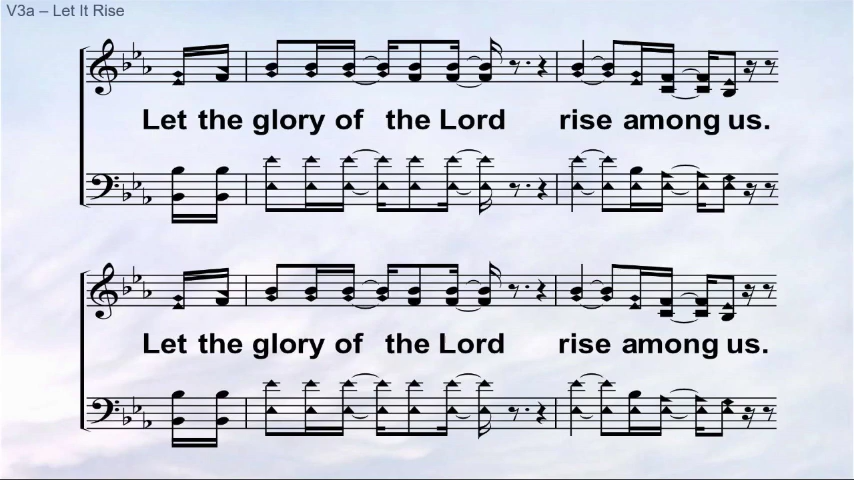 V3a – Let It Rise
Let the glory of the Lord rise among us.
Let the glory of the Lord rise among us.